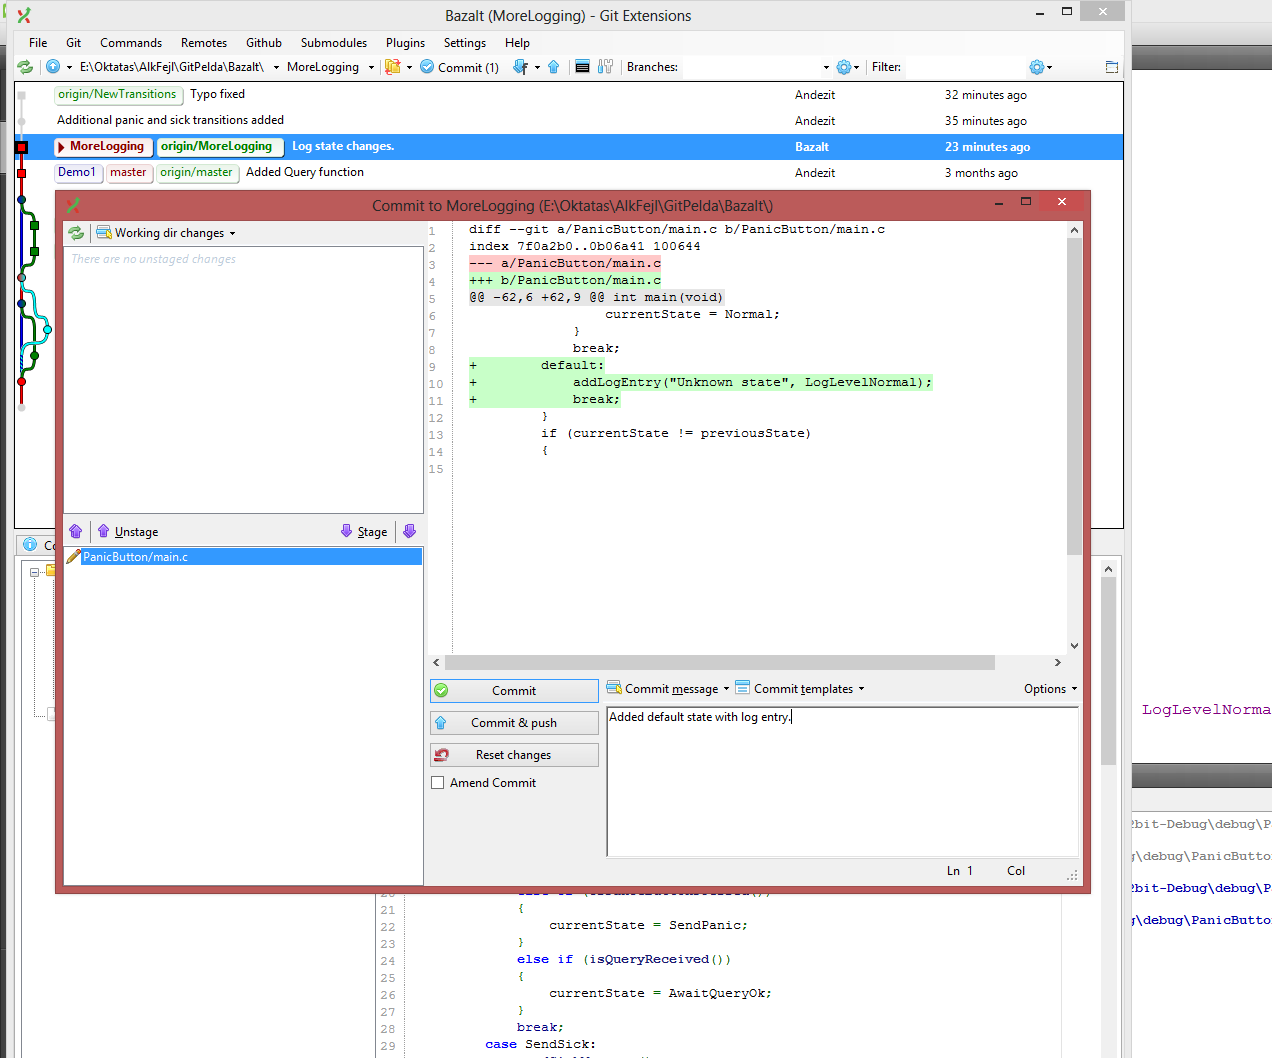 Bazalt (MoreLogging) - Git Extensions
File Git Commands Remotes Github Submodules Plugins Settings Help
E:\Oktatas\AlkFejl\GitPelda\Bazalt\ MoreLogging Commit (1) Branches: Filter:
origin/NewTransitions Typo fixed Andezit 32 minutes ago
Additional panic and sick transitions added Andezit 35 minutes ago
MoreLogging origin/MoreLogging Log state changes. Bazalt 23 minutes ago
Demo1 master origin/master Added Query function Andezit 3 months ago
Commit to MoreLogging (E:\Oktatas\AlkFejl\GitPelda\Bazalt\)
Working dir changes
There are no unstaged changes
1 diff --git a/PanicButton/main.c b/PanicButton/main.c
2 index 7f0a2b0..0b06a41 100644
3 --- a/PanicButton/main.c
4 +++ b/PanicButton/main.c
5 @@ -62,6 +62,9 @@ int main(void)
6 currentState = Normal;
7 }
8 break;
9 + default:
10 + addLogEntry("Unknown state", LogLevelNormal);
11 + break;
12 }
13 if (currentState != previousState)
14 {
15
Unstage Stage
PanicButton/main.c
Commit
Commit & push
Reset changes
Amend Commit
Commit message Commit templates Options
Added default state with log entry.
Ln 1 Col
LogLevelNorma
2bit-Debug\debug\P
g\debug\PanicButto
2bit-Debug\debug\P
g\debug\PanicButto
21 {
22 currentState = SendPanic;
23 }
24 else if (isQueryReceived())
25 {
26 currentState = AwaitQueryOk;
27 }
28 break;
29 case SendSick: